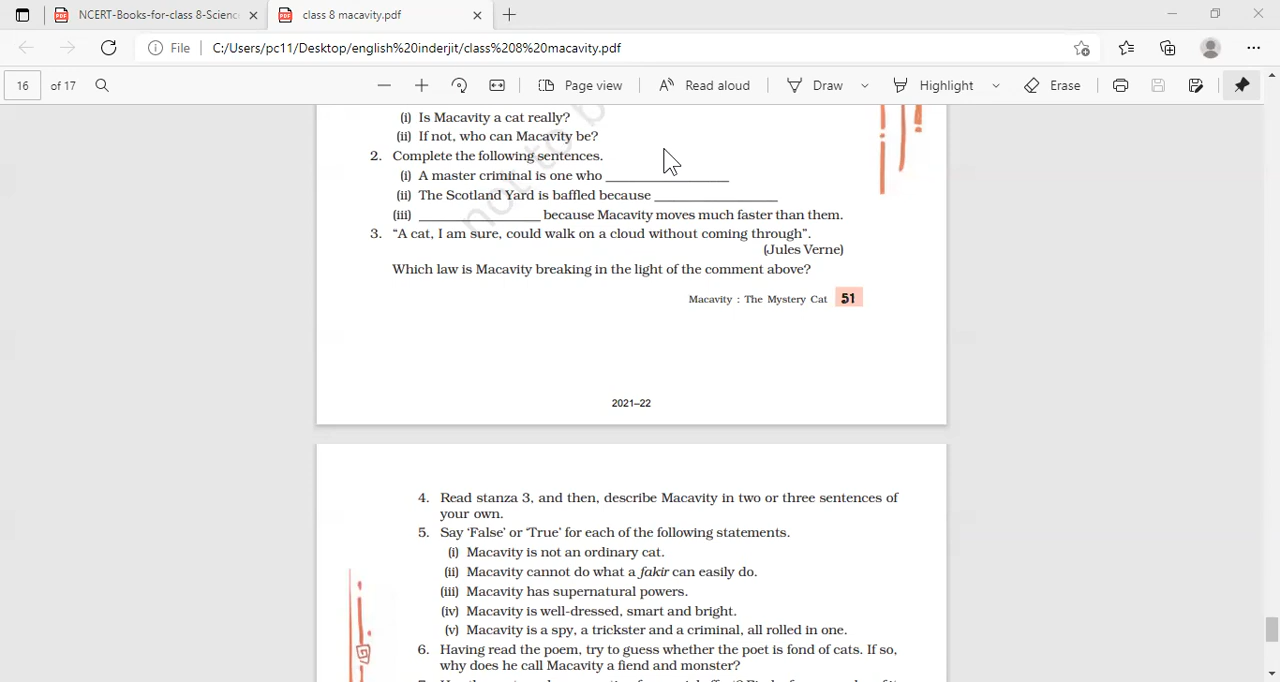 NCERT-Books-for-class 8-Science
class 8 macavity.pdf
File
C:/Users/pc11/Desktop/english%20inderjit/class%208%20macavity.pdf
16 of 17
Page view
Read aloud
Draw
Highlight
Erase
(i) Is Macavity a cat really?
(ii) If not, who can Macavity be?
2. Complete the following sentences.
(i) A master criminal is one who ________________
(ii) The Scotland Yard is baffled because ________________
(iii) ________________ because Macavity moves much faster than them.
3. “A cat, I am sure, could walk on a cloud without coming through”.
(Jules Verne)
Which law is Macavity breaking in the light of the comment above?
Macavity : The Mystery Cat 51
not to b
2021–22
4. Read stanza 3, and then, describe Macavity in two or three sentences of
your own.
5. Say ‘False’ or ‘True’ for each of the following statements.
(i) Macavity is not an ordinary cat.
(ii) Macavity cannot do what a fakir can easily do.
(iii) Macavity has supernatural powers.
(iv) Macavity is well-dressed, smart and bright.
(v) Macavity is a spy, a trickster and a criminal, all rolled in one.
6. Having read the poem, try to guess whether the poet is fond of cats. If so,
why does he call Macavity a fiend and monster?